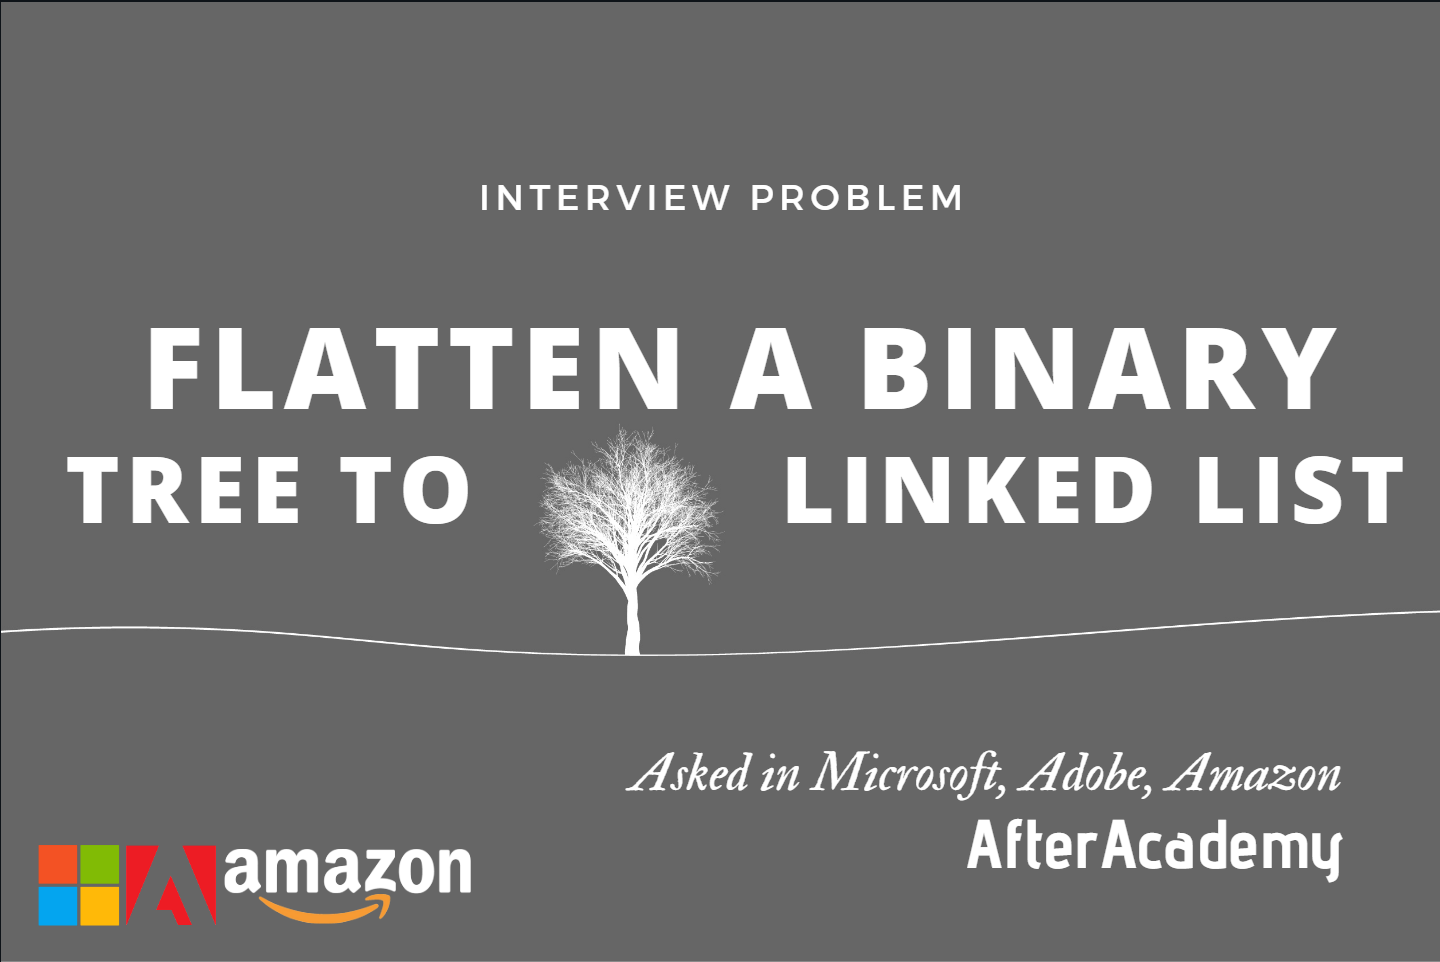 INTERVIEW PROBLEM
FLATTEN A BINARY
TREE TO LINKED LIST
Asked in Microsoft, Adobe, Amazon
AfterAcademy
amazon